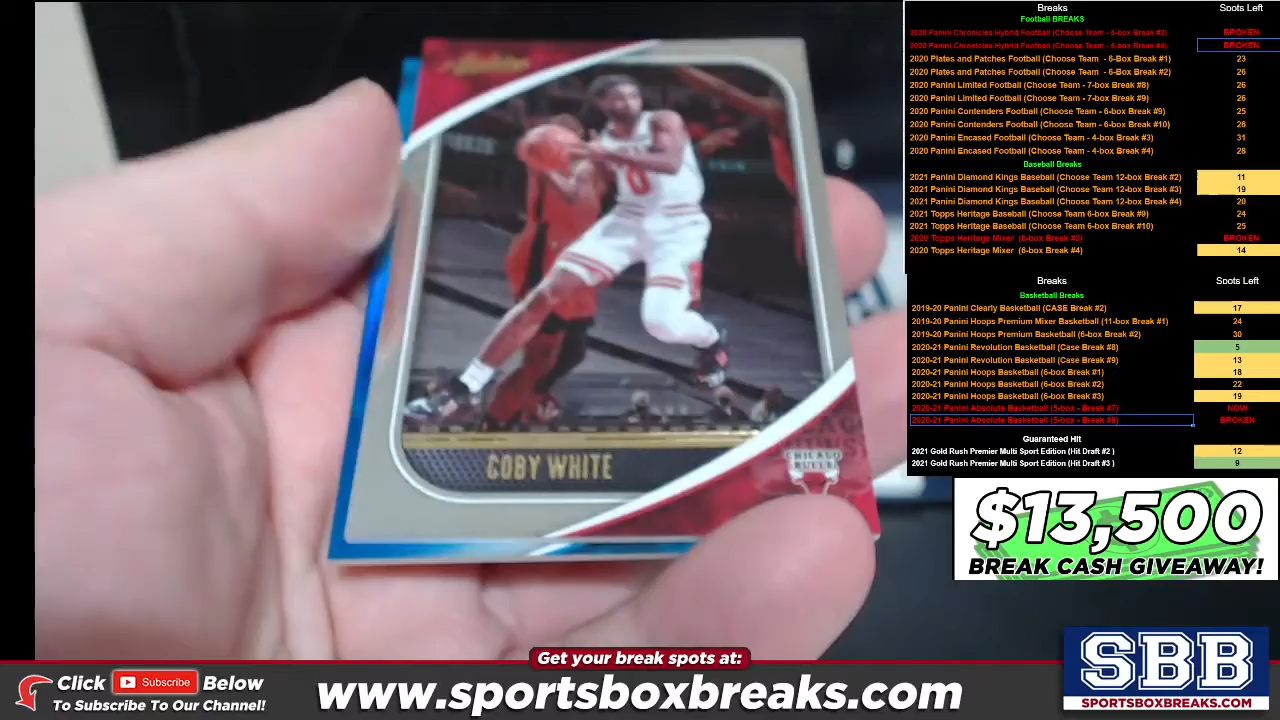 Breaks Spots Left
Football BREAKS
2020 Panini Chronicles Hybrid Football (Choose Team - 6-box Break #2) BROKEN
2020 Panini Chronicles Hybrid Football (Choose Team - 6-box Break #4) BROKEN
2020 Plates and Patches Football (Choose Team - 6-Box Break #1) 23
2020 Plates and Patches Football (Choose Team - 6-Box Break #2) 26
2020 Panini Limited Football (Choose Team - 7-box Break #8) 26
2020 Panini Limited Football (Choose Team - 7-box Break #9) 26
2020 Panini Contenders Football (Choose Team - 6-box Break #9) 25
2020 Panini Contenders Football (Choose Team - 6-box Break #10) 26
2020 Panini Encased Football (Choose Team - 4-box Break #3) 31
2020 Panini Encased Football (Choose Team - 4-box Break #4) 28
Baseball Breaks
2021 Panini Diamond Kings Baseball (Choose Team 12-box Break #2) 11
2021 Panini Diamond Kings Baseball (Choose Team 12-box Break #3) 19
2021 Panini Diamond Kings Baseball (Choose Team 12-box Break #4) 20
2021 Topps Heritage Baseball (Choose Team 6-box Break #9) 24
2021 Topps Heritage Baseball (Choose Team 6-box Break #10) 25
2020 Topps Heritage Mixer (6-box Break #3) BROKEN
2020 Topps Heritage Mixer (6-box Break #4) 14
Breaks Spots Left
Basketball Breaks
2019-20 Panini Clearly Basketball (CASE Break #2) 17
2019-20 Panini Hoops Premium Mixer Basketball (11-box Break #1) 24
2019-20 Panini Hoops Premium Basketball (6-box Break #2) 30
2020-21 Panini Revolution Basketball (Case Break #8) 5
2020-21 Panini Revolution Basketball (Case Break #9) 13
2020-21 Panini Hoops Basketball (6-box Break #1) 18
2020-21 Panini Hoops Basketball (6-box Break #2) 22
2020-21 Panini Hoops Basketball (6-box Break #3) 19
2020-21 Panini Absolute Basketball (5-box - Break #7) NOW
2020-21 Panini Absolute Basketball (5-box - Break #8) BROKEN
Guaranteed Hit
2021 Gold Rush Premier Multi Sport Edition (Hit Draft #2 ) 12
2021 Gold Rush Premier Multi Sport Edition (Hit Draft #3 ) 9
0
COBY WHITE
CHICAGO
BULLS
$13,500
BREAK CASH GIVEAWAY!
Get your break spots at:
Click Subscribe Below
To Subscribe To Our Channel!
www.sportsboxbreaks.com
SBB
SPORTSBOXBREAKS.COM